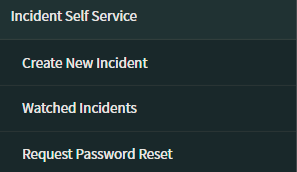 Incident Self Service
Create New Incident
Watched Incidents
Request Password Reset